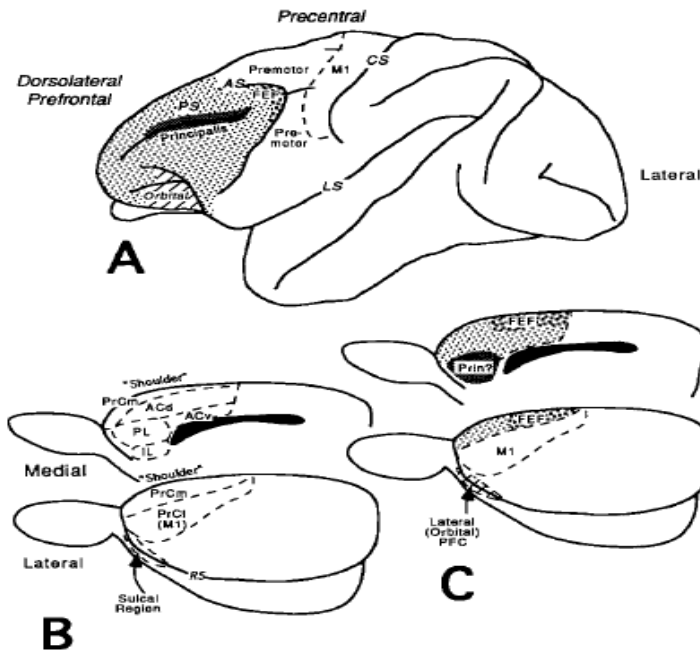 Precentral
Dorsolateral
Prefrontal
Premotor
M1
CS
AS
FEF
PS
Principalis
Pre-
motor
Orbital
LS
Lateral
A
"Shoulder"
PrCm
ACd
ACv
PL
IL
Medial
"Shoulder"
PrCm
PrCl
(M1)
Lateral
RS
Sulcal
Region
B
FEF
Prin?
FEF
M1
Lateral
(Orbital)
PFC
C